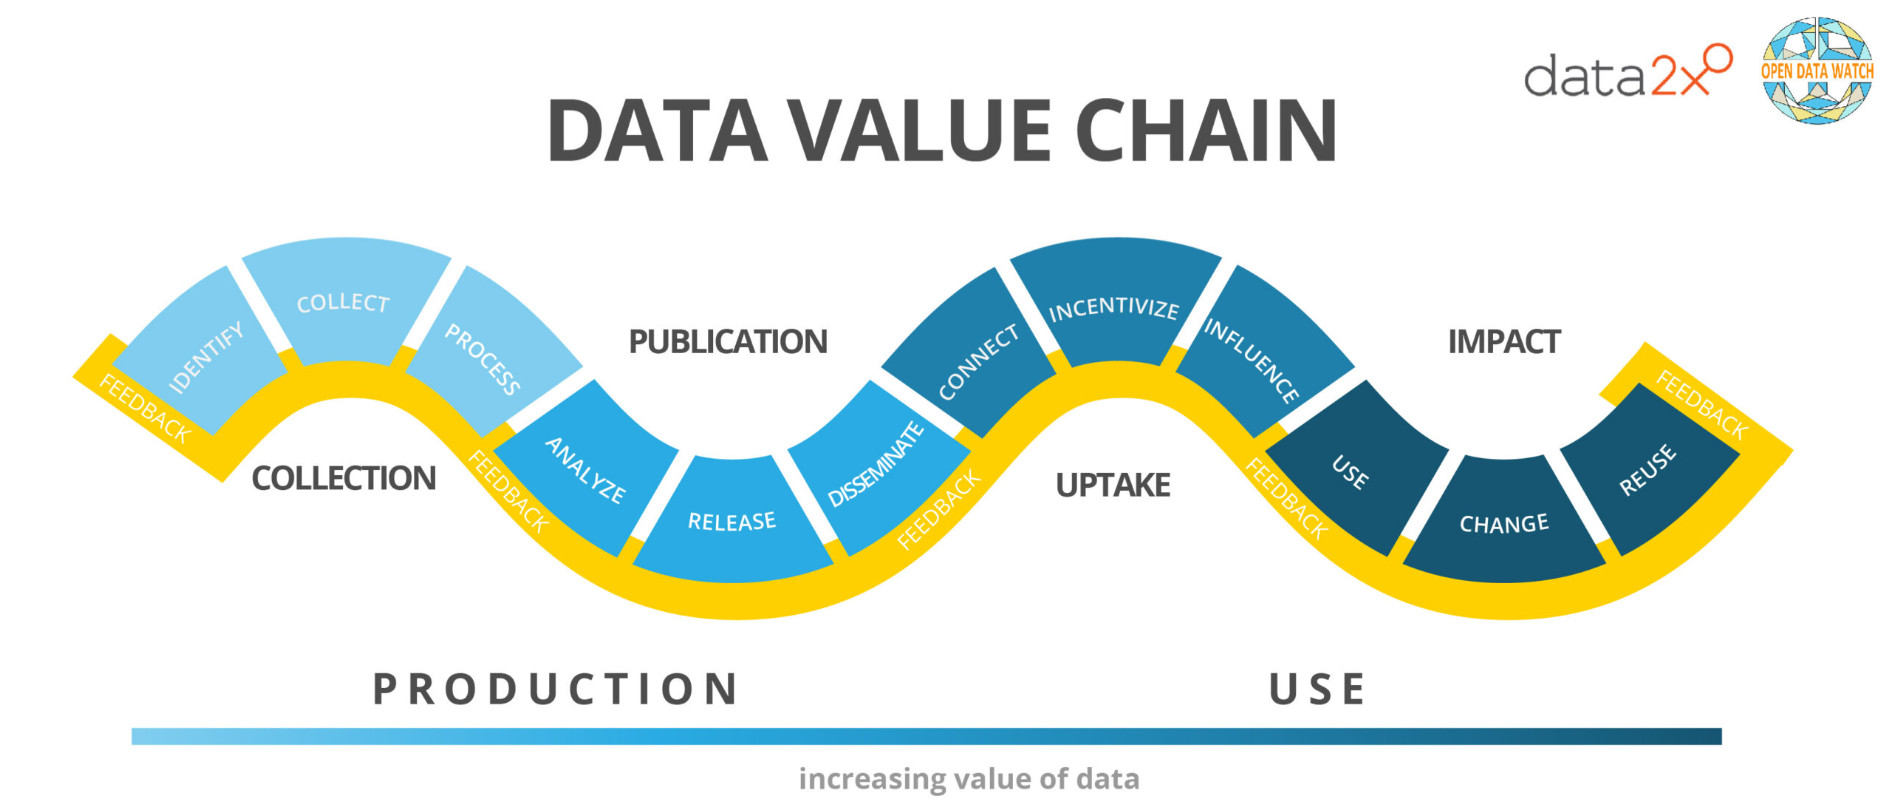 data2x
OPEN DATA WATCH
DATA VALUE CHAIN
FEEDBACK
IDENTIFY
COLLECT
PROCESS
COLLECTION
FEEDBACK
ANALYZE
RELEASE
DISSEMINATE
PUBLICATION
FEEDBACK
CONNECT
INCENTIVIZE
INFLUENCE
UPTAKE
FEEDBACK
USE
CHANGE
REUSE
IMPACT
FEEDBACK
PRODUCTION
USE
increasing value of data